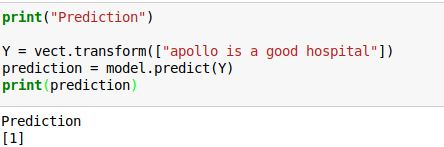 print("Prediction")
Y = vect.transform(["apollo is a good hospital"])
prediction = model.predict(Y)
print(prediction)
Prediction
[1]